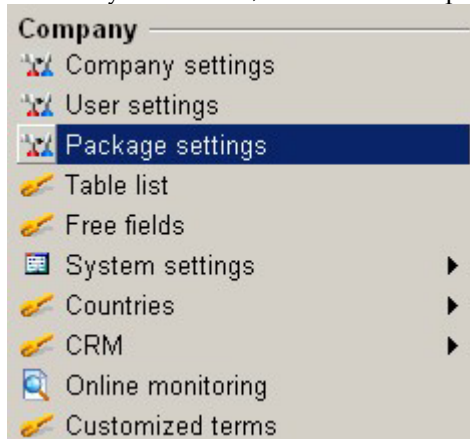 Company
Company settings
User settings
Package settings
Table list
Free fields
System settings
Countries
CRM
Online monitoring
Customized terms